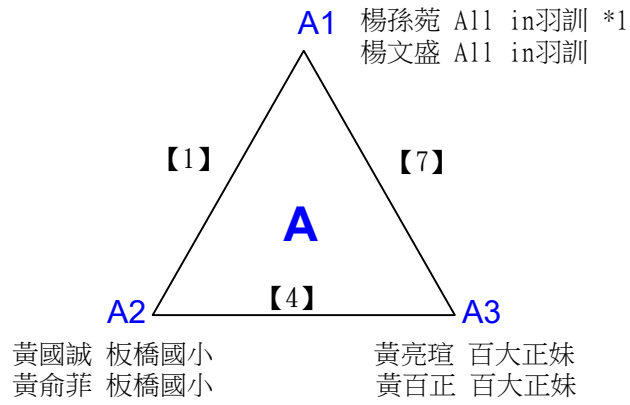 A1 楊孫菀 All in羽訓 *1
楊文盛 All in羽訓
【1】 【7】
A
【4】
A2 A3
黃國誠 板橋國小 黃亮瑄 百大正妹
黃俞菲 板橋國小 黃百正 百大正妹